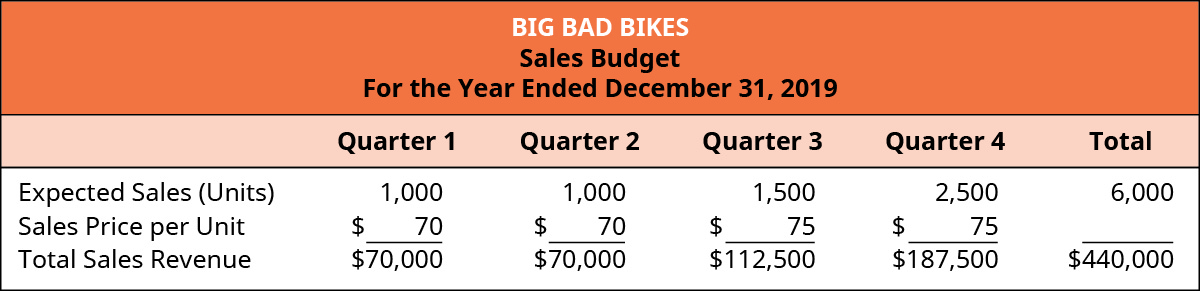 BIG BAD BIKES
Sales Budget
For the Year Ended December 31, 2019
Quarter 1 Quarter 2 Quarter 3 Quarter 4 Total
Expected Sales (Units) 1,000 1,000 1,500 2,500 6,000
Sales Price per Unit $ 70 $ 70 $ 75 $ 75
Total Sales Revenue $70,000 $70,000 $112,500 $187,500 $440,000